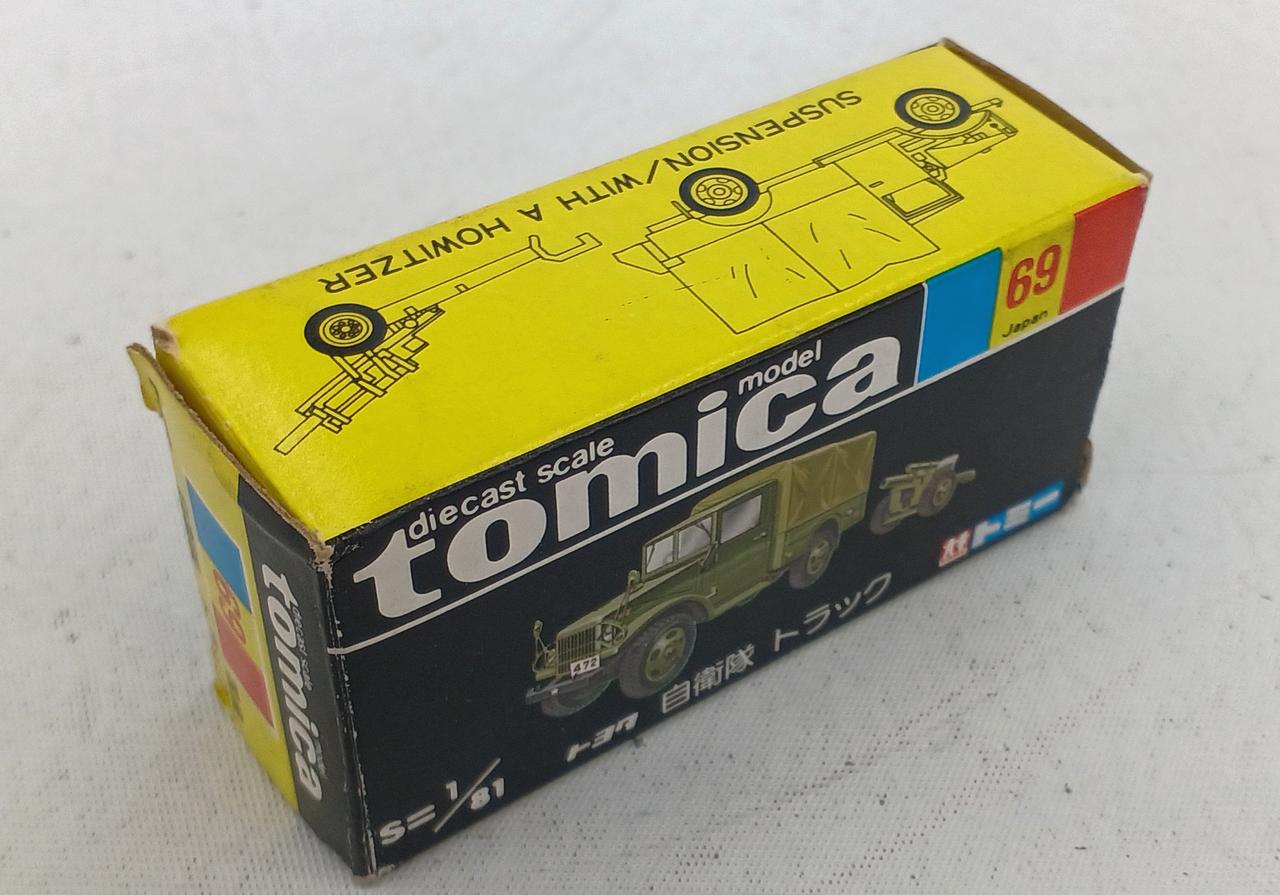 SUSPENSION/WITH A HOWITZER
69
Japan
diecast scale model
tomica
472
トヨタ 自衛隊 トラック
トミー
S=1/81
69
tomica